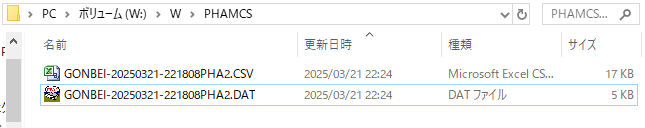 PC > ボリューム (W:) > W > PHAMCS
PHAMCS...
名前 更新日時 種類 サイズ
GONBEI-20250321-221808PHA2.CSV 2025/03/21 22:24 Microsoft Excel CS... 17 KB
GONBEI-20250321-221808PHA2.DAT 2025/03/21 22:24 DAT ファイル 5 KB